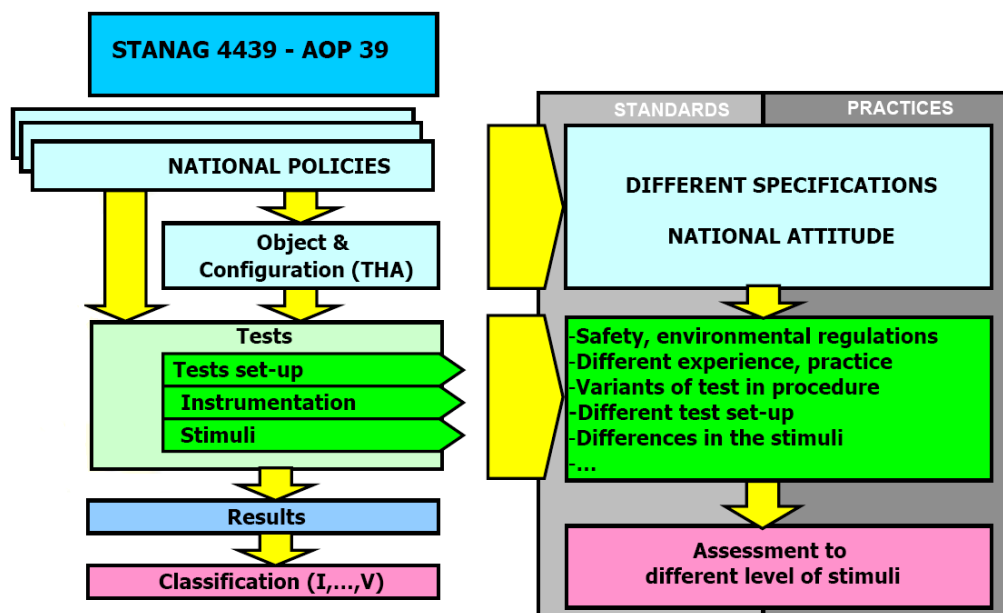 STANAG 4439 - AOP 39
NATIONAL POLICIES
Object &
Configuration (THA)
Tests
Tests set-up
Instrumentation
Stimuli
Results
Classification (I,...,V)
STANDARDS
PRACTICES
DIFFERENT SPECIFICATIONS
NATIONAL ATTITUDE
-Safety, environmental regulations
-Different experience, practice
-Variants of test in procedure
-Different test set-up
-Differences in the stimuli
-...
Assessment to
different level of stimuli